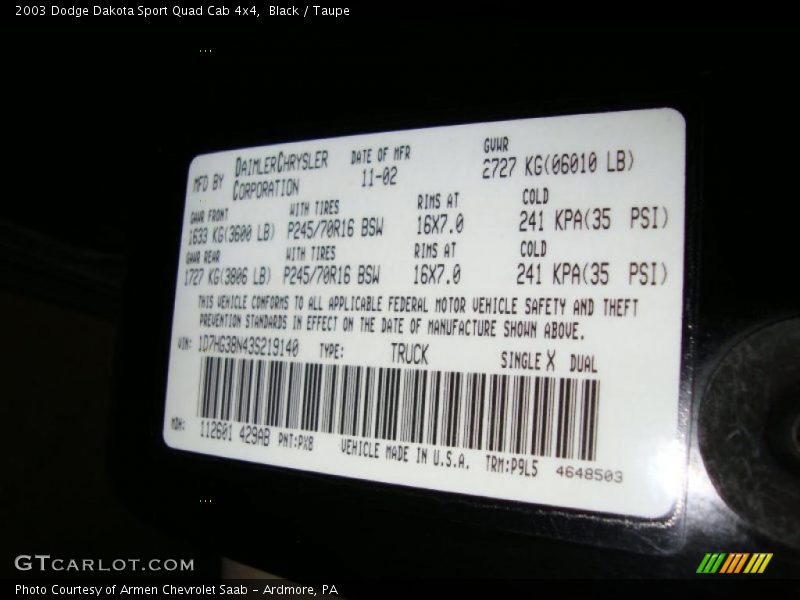 2003 Dodge Dakota Sport Quad Cab 4x4,  Black / Taupe
...
MFD BY DAIMLERCHRYSLER CORPORATION DATE OF MFR 11-02 GVWR 2727 KG(06010 LB)
GAWR FRONT WITH TIRES RIMS AT COLD
1633 KG(3600 LB) P245/70R16 BSW 16X7.0 241 KPA(35 PSI)
GAWR REAR WITH TIRES RIMS AT COLD
1727 KG(3806 LB) P245/70R16 BSW 16X7.0 241 KPA(35 PSI)
THIS VEHICLE CONFORMS TO ALL APPLICABLE FEDERAL MOTOR VEHICLE SAFETY AND THEFT
PREVENTION STANDARDS IN EFFECT ON THE DATE OF MANUFACTURE SHOWN ABOVE.
VIN: 1D7HG38N43S219140 TYPE: TRUCK SINGLE X DUAL
MDH: 112601 429AB PNT:PX8 VEHICLE MADE IN U.S.A. TRM:P9L5 4648503
...
GTCARLOT.COM
Photo Courtesy of Armen Chevrolet Saab - Ardmore, PA